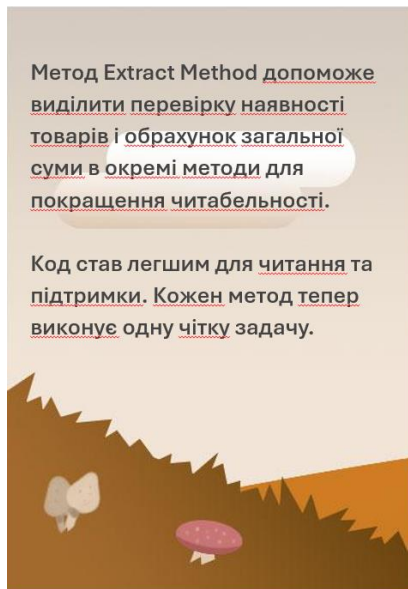 Метод Extract Method допоможе
виділити перевірку наявності
товарів і обрахунок загальної
суми в окремі методи для
покращення читабельності.
Код став легшим для читання та
підтримки. Кожен метод тепер
виконує одну чітку задачу.